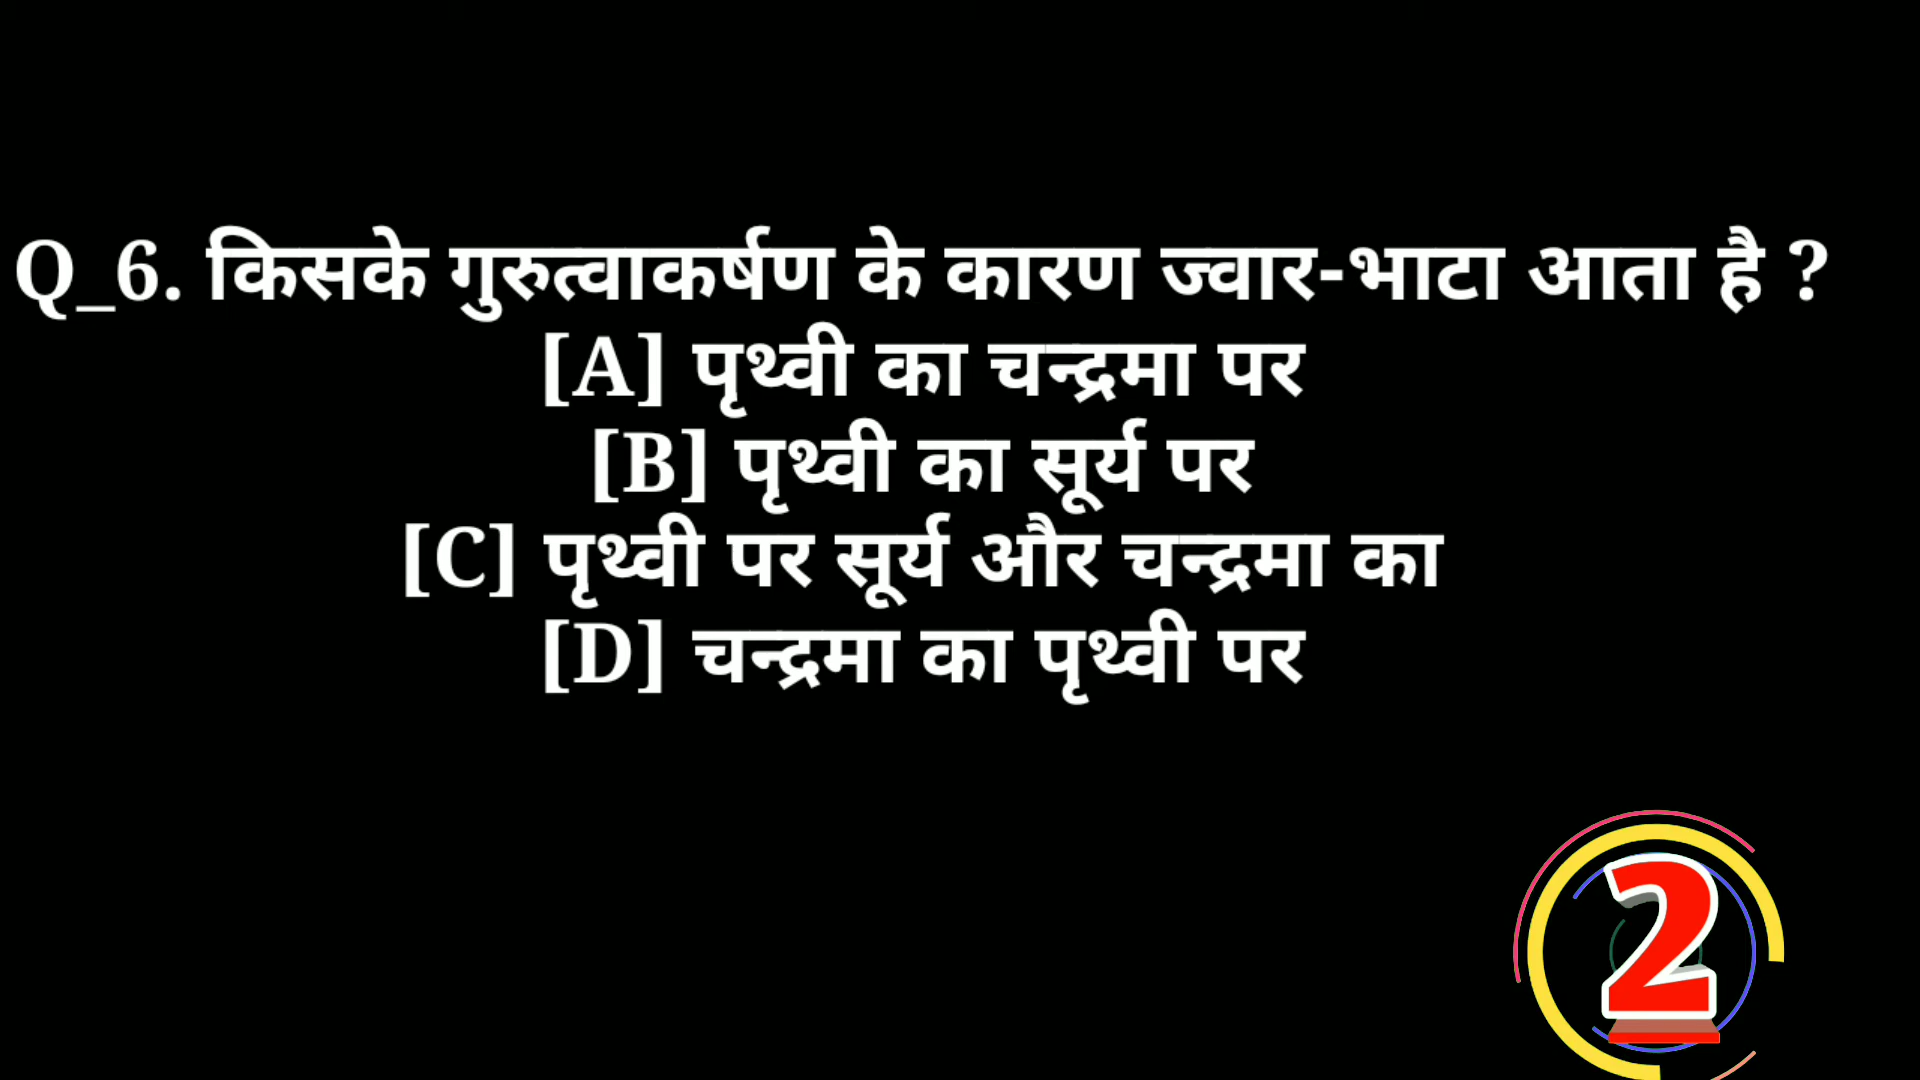 Q_6. किसके गुरुत्वाकर्षण के कारण ज्वार-भाटा आता है ?
[A] पृथ्वी का चन्द्रमा पर
[B] पृथ्वी का सूर्य पर
[C] पृथ्वी पर सूर्य और चन्द्रमा का
[D] चन्द्रमा का पृथ्वी पर
2